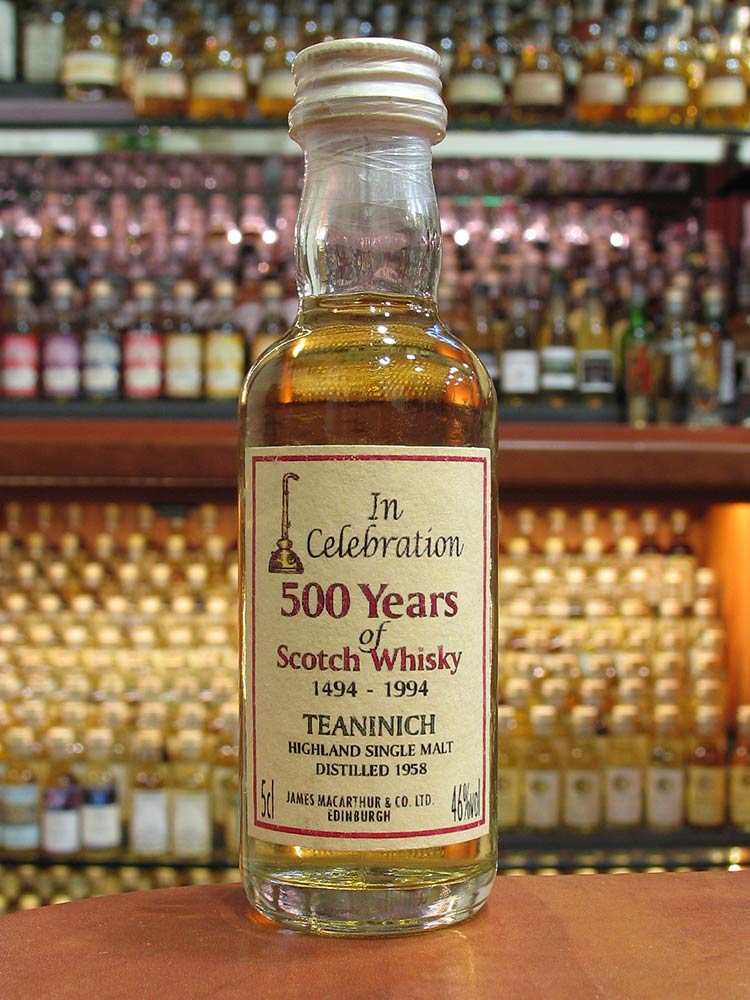 In
Celebration
500 Years
of
Scotch Whisky
1494 - 1994
TEANINICH
HIGHLAND SINGLE MALT
DISTILLED 1958
5cl JAMES MACARTHUR & CO. LTD. 46%vol
EDINBURGH